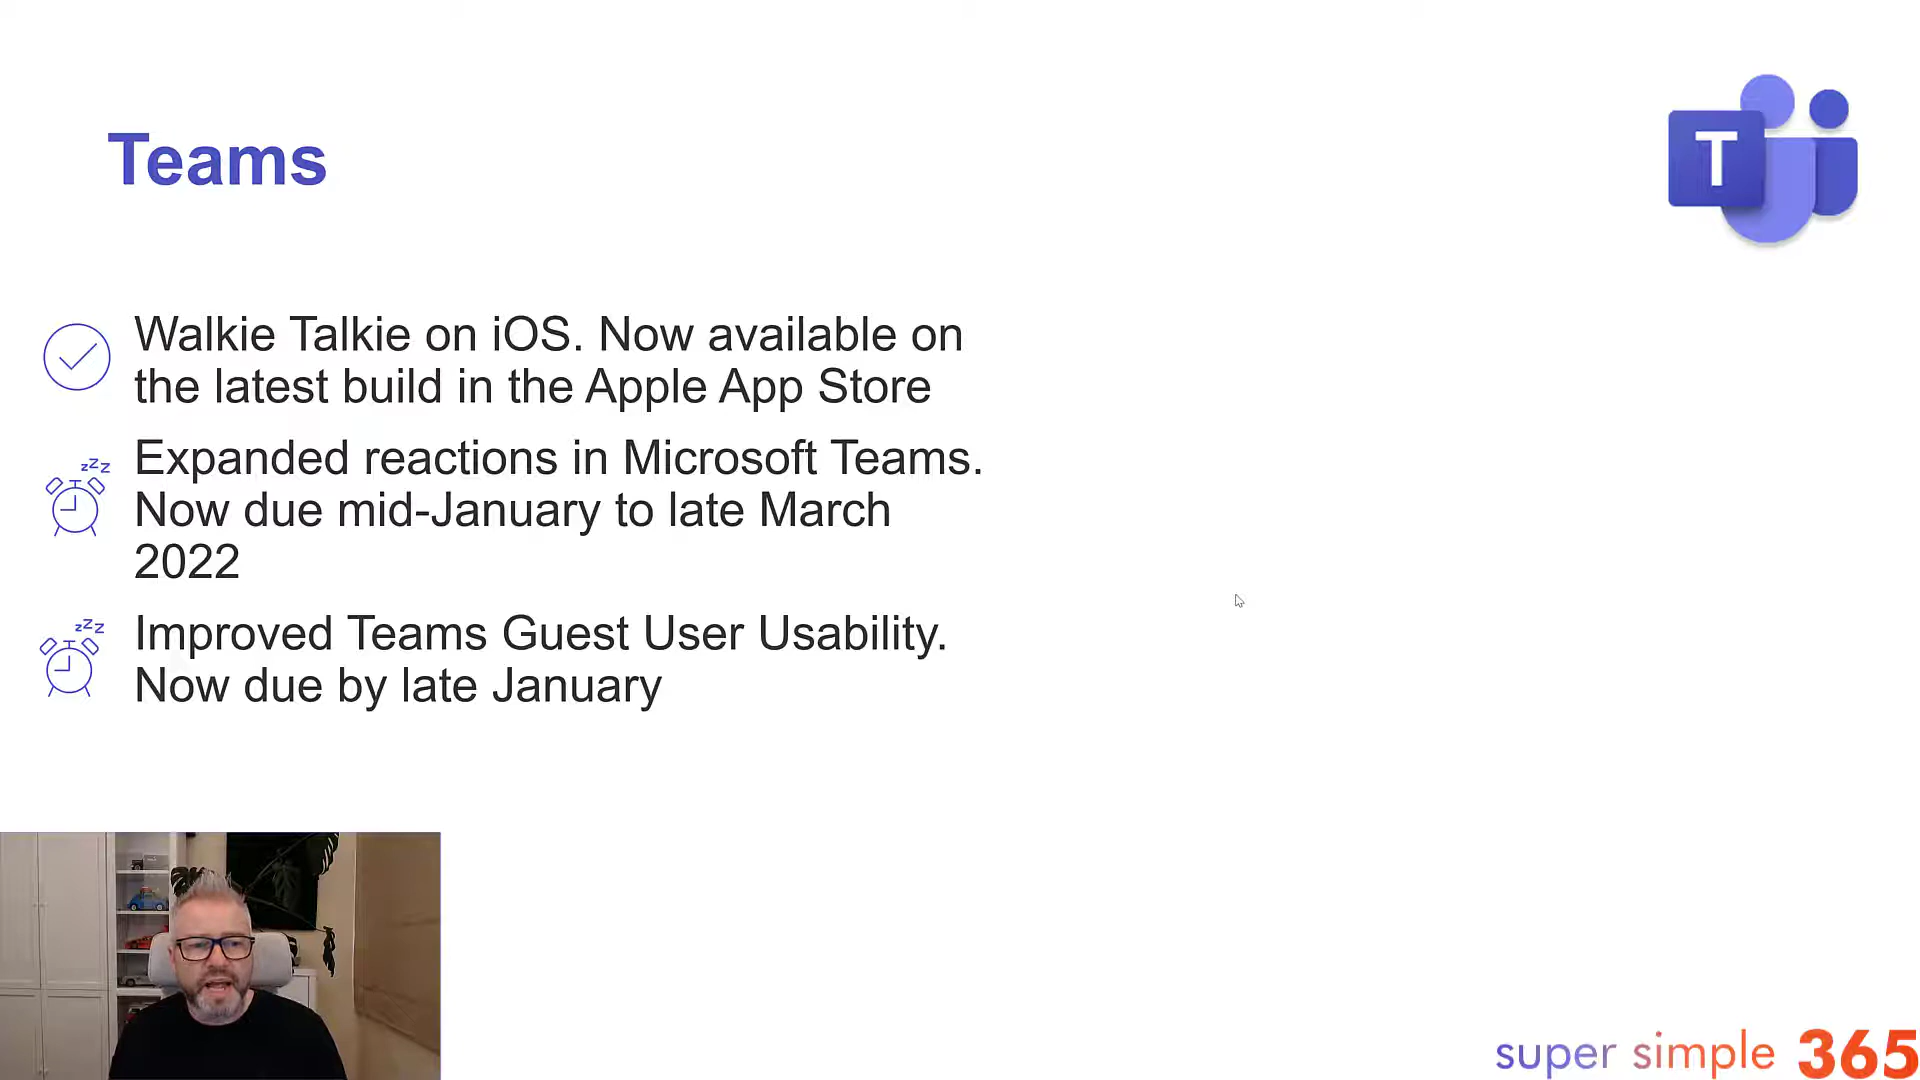 Teams
T
Walkie Talkie on iOS. Now available on
the latest build in the Apple App Store
zzz
Expanded reactions in Microsoft Teams.
Now due mid-January to late March
2022
zzz
Improved Teams Guest User Usability.
Now due by late January
super simple 365